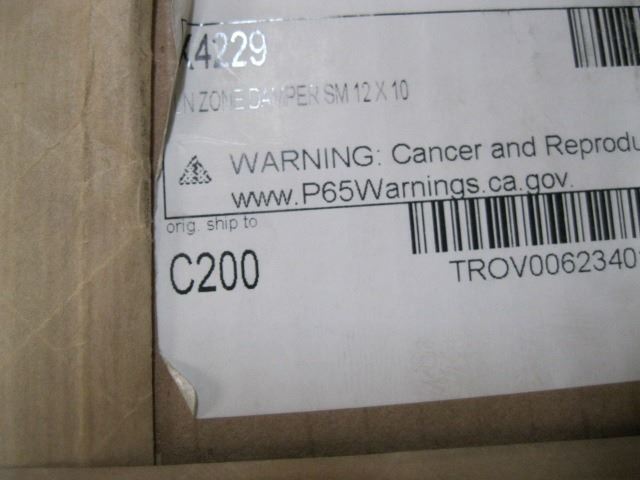 4229
ZONE DAMPER SM 12 X 10
WARNING: Cancer and Reprodu
www.P65Warnings.ca.gov.
orig. ship to
C200
TROV0062340